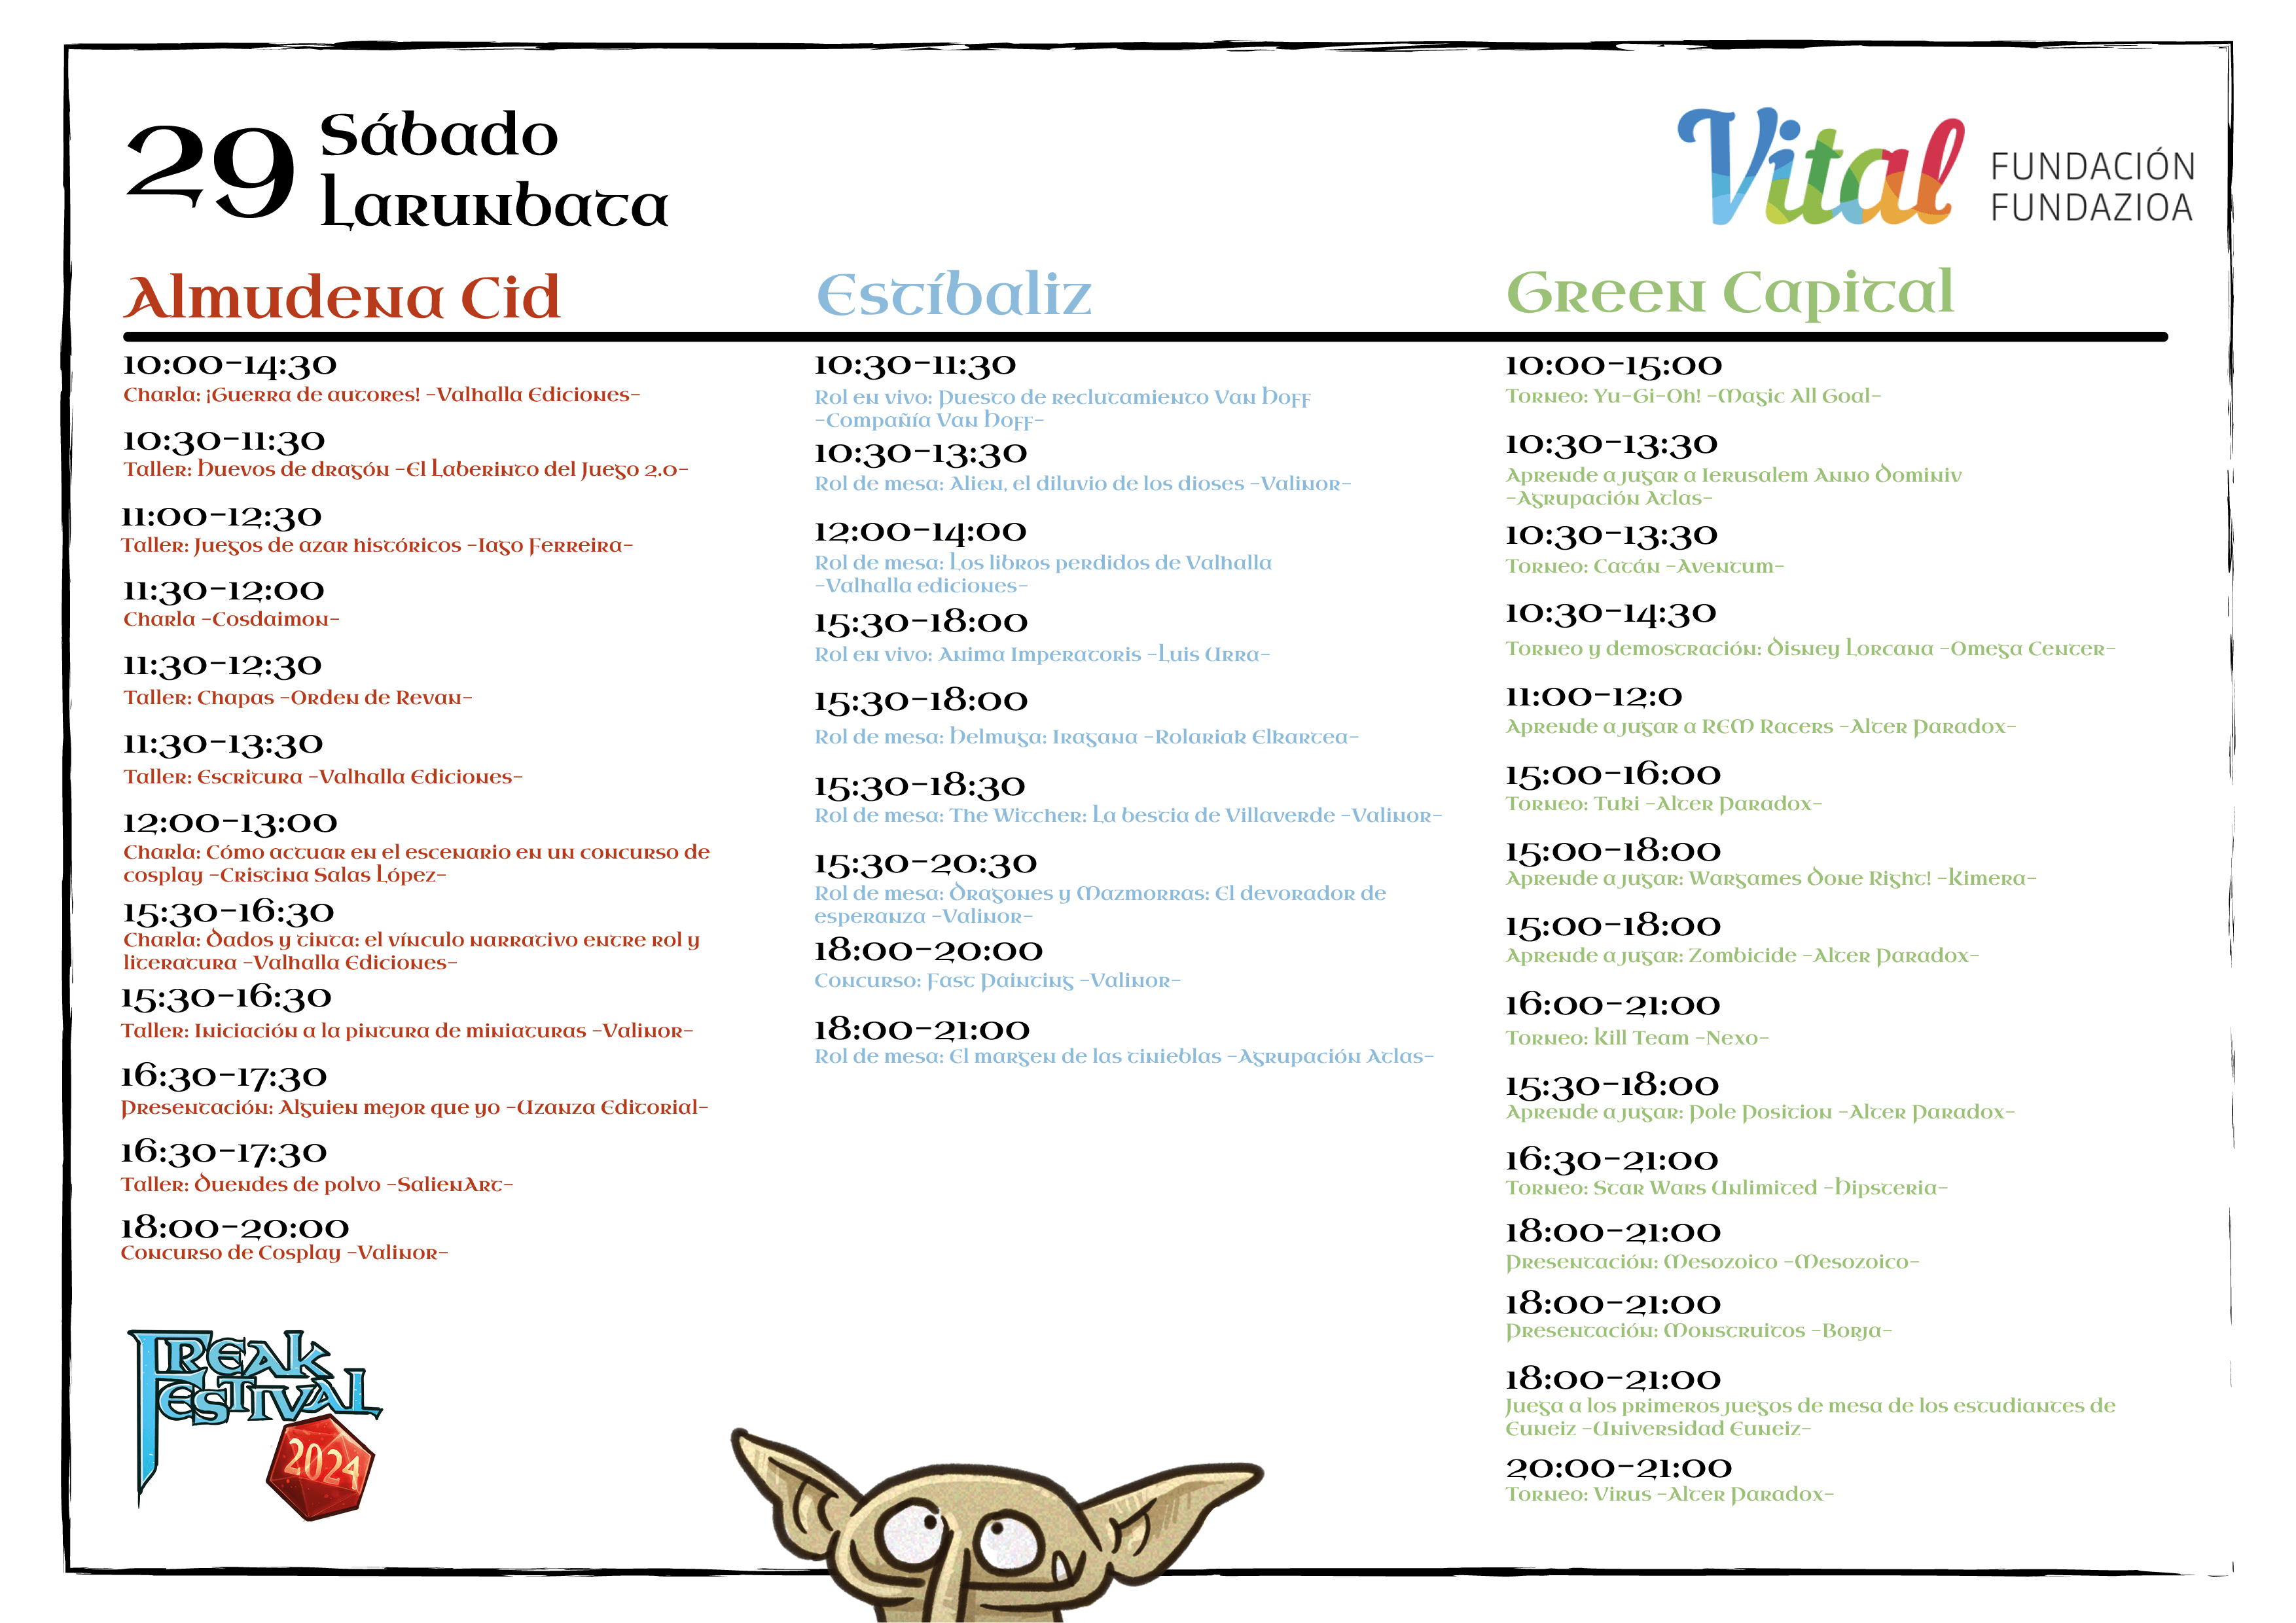 29
Sábado
Larunbata
Vital
FUNDACIÓN
FUNDAZIOA
Almudena Cid
10:00-14:30
Charla: ¡Guerra de autores! -Valhalla Ediciones-
10:30-11:30
Taller: Huevos de dragón -El Laberinto del Juego 2.0-
11:00-12:30
Taller: Juegos de azar históricos -Iago Ferreira-
11:30-12:00
Charla -Cosdaimon-
11:30-12:30
Taller: Chapas -Orden de Revan-
11:30-13:30
Taller: Escritura -Valhalla Ediciones-
12:00-13:00
Charla: Cómo actuar en el escenario en un concurso de
cosplay -Cristina Salas López-
15:30-16:30
Charla: Dados y tinta: el vínculo narrativo entre rol y
literatura -Valhalla Ediciones-
15:30-16:30
Taller: Iniciación a la pintura de miniaturas -Valinor-
16:30-17:30
Presentación: Alguien mejor que yo -Uzanza Editorial-
16:30-17:30
Taller: Duendes de polvo -SalienArt-
18:00-20:00
Concurso de Cosplay -Valinor-
Estíbaliz
10:30-11:30
Rol en vivo: Puesto de reclutamiento Van Hoff
-Compañía Van Hoff-
10:30-13:30
Rol de mesa: Alien, el diluvio de los dioses -Valinor-
12:00-14:00
Rol de mesa: Los libros perdidos de Valhalla
-Valhalla ediciones-
15:30-18:00
Rol en vivo: Anima Imperatoris -Luis Urra-
15:30-18:00
Rol de mesa: Helmuga: Iragana -Rolariak Elkartea-
15:30-18:30
Rol de mesa: The Witcher: La bestia de Villaverde -Valinor-
15:30-20:30
Rol de mesa: Dragones y Mazmorras: El devorador de
esperanza -Valinor-
18:00-20:00
Concurso: Fast Painting -Valinor-
18:00-21:00
Rol de mesa: El margen de las tinieblas -Agrupación Atlas-
Green Capital
10:00-15:00
Torneo: Yu-Gi-Oh! -Magic All Goal-
10:30-13:30
Aprende a jugar a Ierusalem Anno Dominiv
-Agrupación Atlas-
10:30-13:30
Torneo: Catán -Aventum-
10:30-14:30
Torneo y demostración: Disney Lorcana -Omega Center-
11:00-12:0
Aprende a jugar a REM Racers -Alter Paradox-
15:00-16:00
Torneo: Tuki -Alter Paradox-
15:00-18:00
Aprende a jugar: Wargames Done Right! -Kimera-
15:00-18:00
Aprende a jugar: Zombicide -Alter Paradox-
16:00-21:00
Torneo: Kill Team -Nexo-
15:30-18:00
Aprende a jugar: Pole Position -Alter Paradox-
16:30-21:00
Torneo: Star Wars Unlimited -Hipsteria-
18:00-21:00
Presentación: Mesozoico -Mesozoico-
18:00-21:00
Presentación: Monstruitos -Borja-
18:00-21:00
Juega a los primeros juegos de mesa de los estudiantes de
Euneiz -Universidad Euneiz-
20:00-21:00
Torneo: Virus -Alter Paradox-
FREAK
FESTIVAL
2024